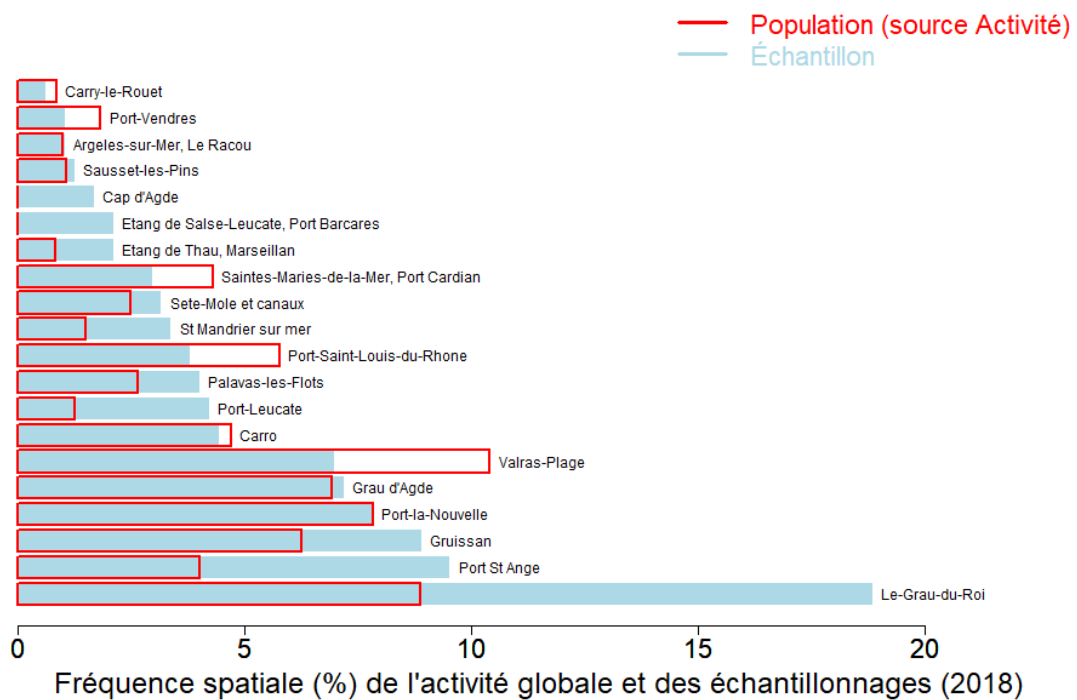 Population (source Activité)
Échantillon
Carry-le-Rouet
Port-Vendres
Argeles-sur-Mer, Le Racou
Sausset-les-Pins
Cap d'Agde
Etang de Salse-Leucate, Port Barcares
Etang de Thau, Marseillan
Saintes-Maries-de-la-Mer, Port Cardian
Sete-Mole et canaux
St Mandrier sur mer
Port-Saint-Louis-du-Rhone
Palavas-les-Flots
Port-Leucate
Carro
Valras-Plage
Grau d'Agde
Port-la-Nouvelle
Gruissan
Port St Ange
Le-Grau-du-Roi
0 5 10 15 20
Fréquence spatiale (%) de l'activité globale et des échantillonnages (2018)